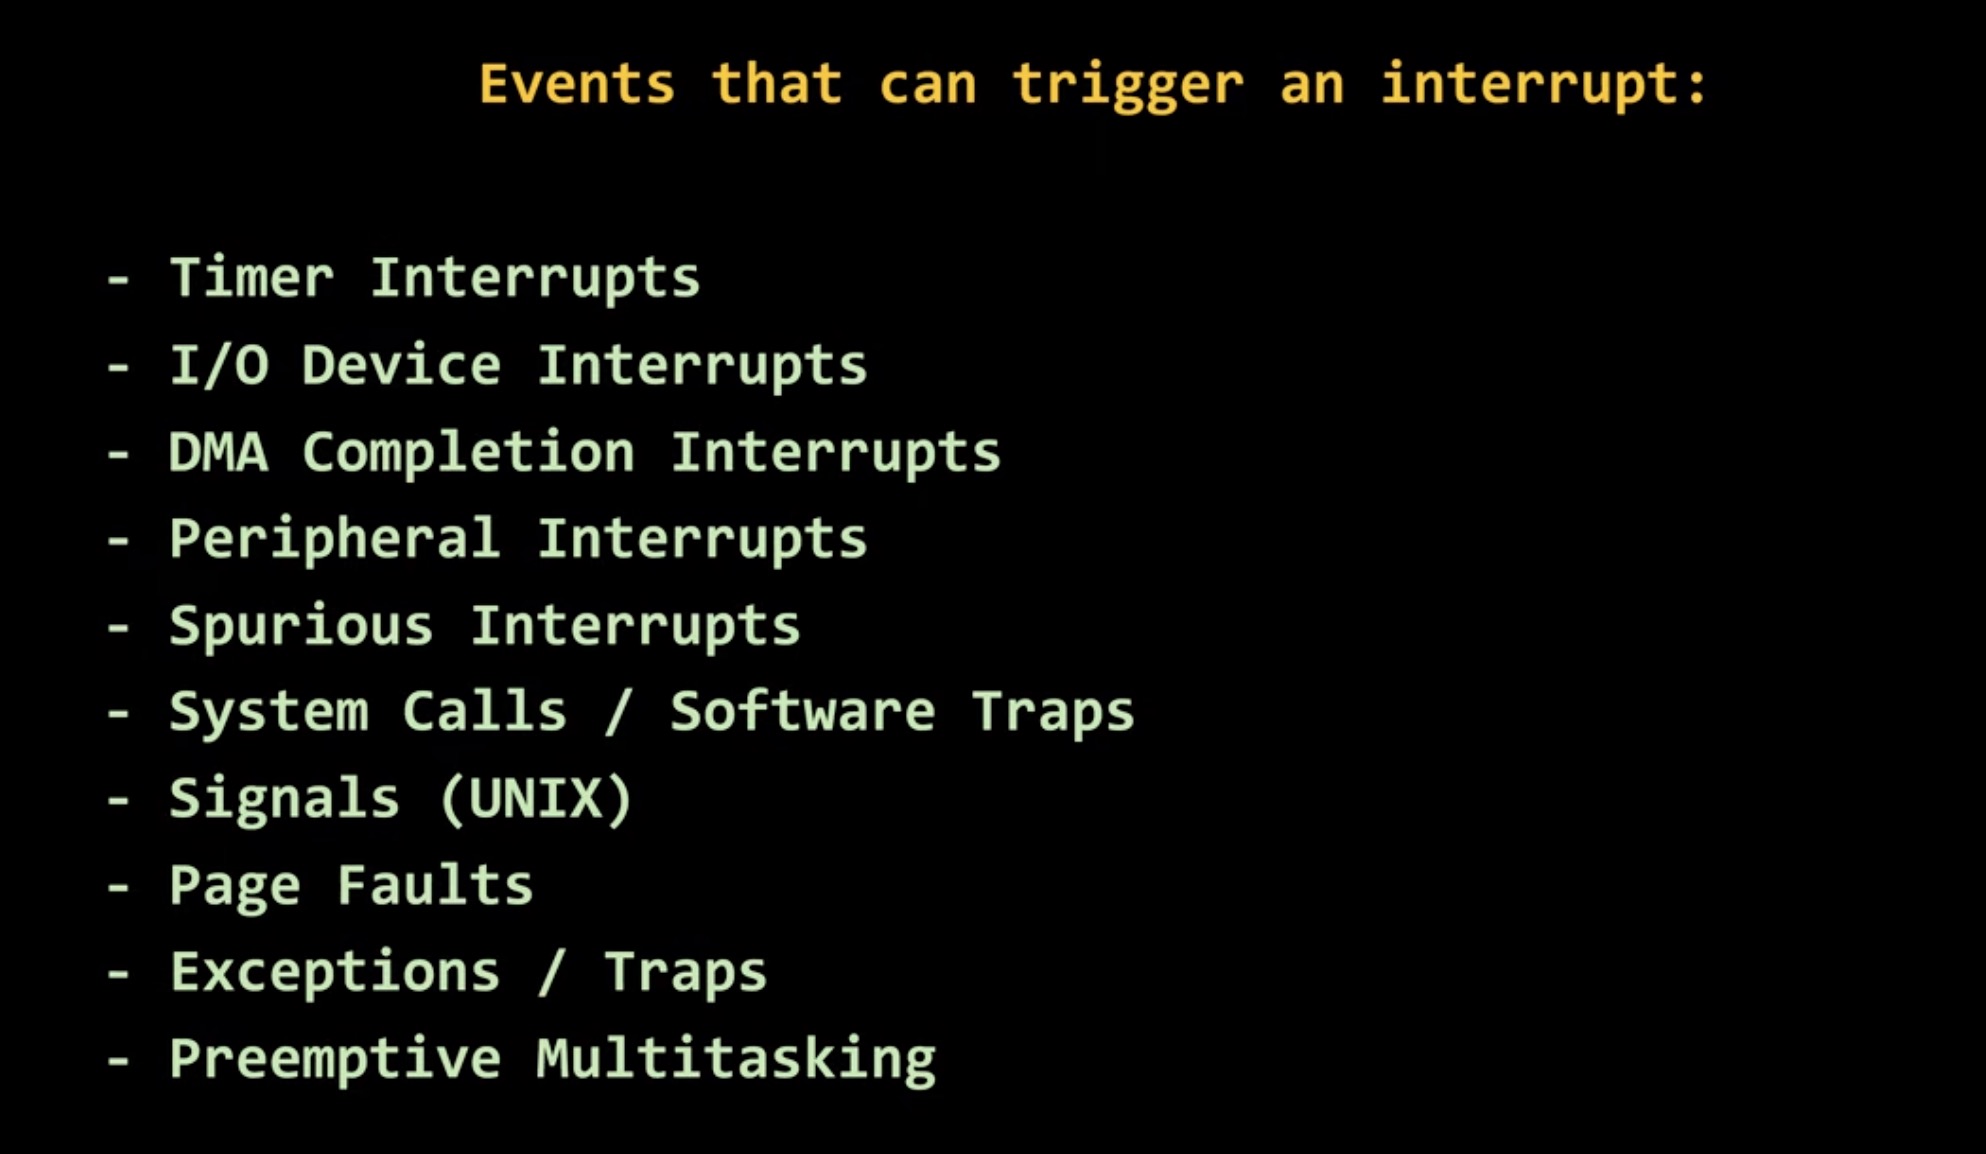 Events that can trigger an interrupt:
- Timer Interrupts
- I/O Device Interrupts
- DMA Completion Interrupts
- Peripheral Interrupts
- Spurious Interrupts
- System Calls / Software Traps
- Signals (UNIX)
- Page Faults
- Exceptions / Traps
- Preemptive Multitasking